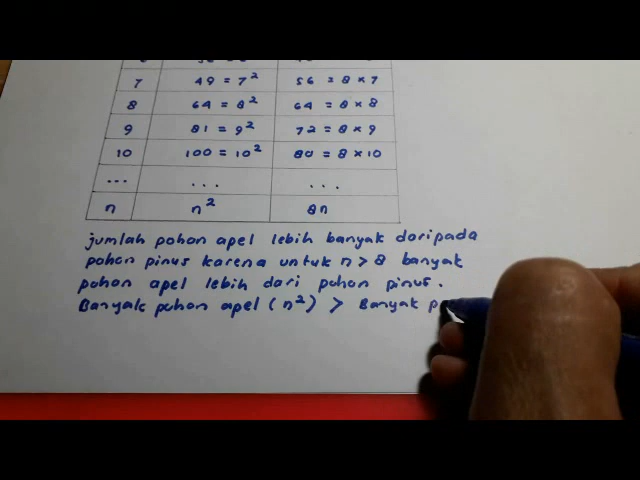 7 49 = 7² 56 = 8 × 7
8 64 = 8² 64 = 8 × 8
9 81 = 9² 72 = 8 × 9
10 100 = 10² 80 = 8 × 10
... ... ...
n n² 8n
jumlah pohon apel lebih banyak daripada
pohon pinus karena untuk n > 8 banyak
pohon apel lebih dari pohon pinus.
Banyak pohon apel (n²) > Banyak p